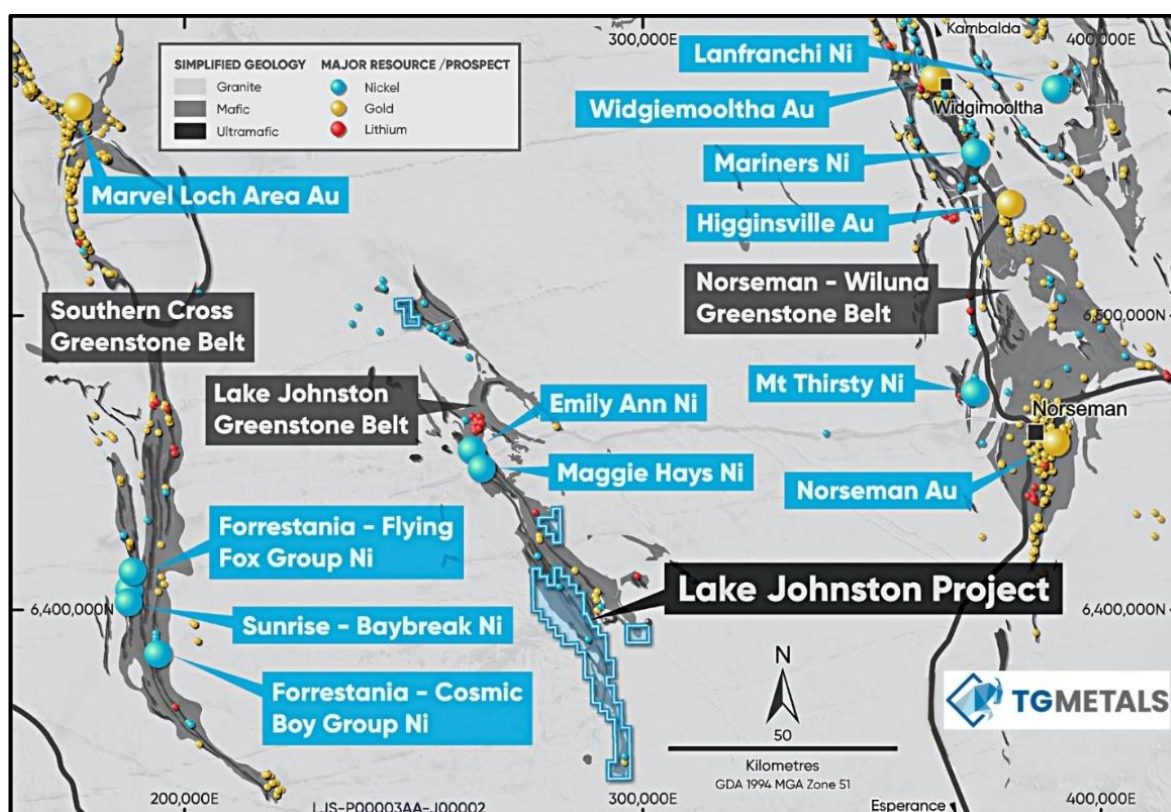 300,000E
Kambalda
400,000E
SIMPLIFIED GEOLOGY
Granite
Mafic
Ultramafic
MAJOR RESOURCE /PROSPECT
Nickel
Gold
Lithium
Lanfranchi Ni
Widgiemooltha Au
Widgimooltha
Mariners Ni
Marvel Loch Area Au
Higginsville Au
Norseman - Wiluna
Greenstone Belt
Southern Cross
Greenstone Belt
6,500,000N
Lake Johnston
Greenstone Belt
Emily Ann Ni
Mt Thirsty Ni
Norseman
Maggie Hays Ni
Norseman Au
Forrestania - Flying
Fox Group Ni
Lake Johnston Project
6,400,000N
Sunrise - Baybreak Ni
6,400,000N
Forrestania - Cosmic
Boy Group Ni
N
TGMETALS
50
Kilometres
GDA 1994 MGA Zone 51
200,000E
LJS-P00003AA-J00002
300,000E
Esperance
400,000E